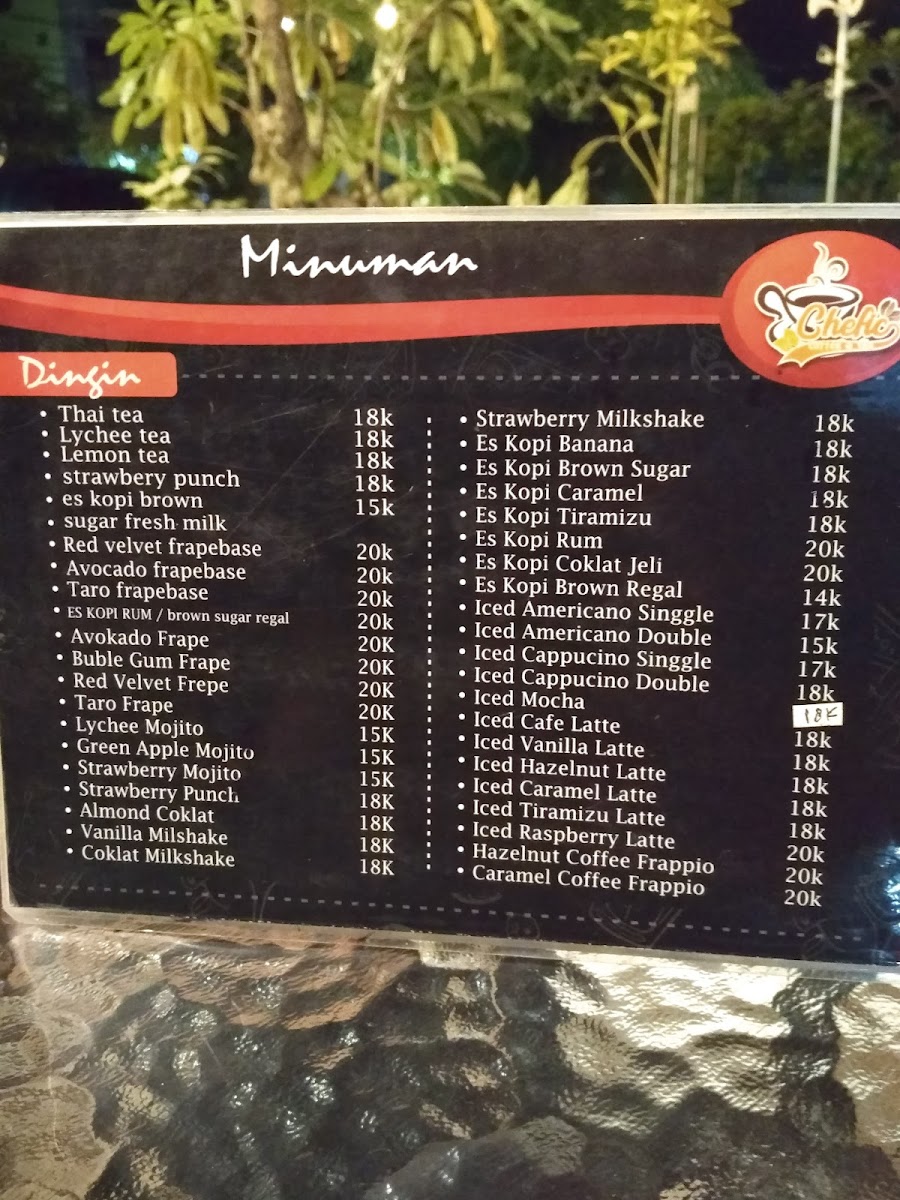 Minuman
Chefic
Dingin
• Thai tea 18k
• Lychee tea 18k
• Lemon tea 18k
• strawbery punch 18k
• es kopi brown 15k
• sugar fresh milk
• Red velvet frapebase 20k
• Avocado frapebase 20k
• Taro frapebase 20k
• ES KOPI RUM / brown sugar regal 20k
• Avokado Frape 20K
• Buble Gum Frape 20K
• Red Velvet Frepe 20K
• Taro Frape 20K
• Lychee Mojito 15K
• Green Apple Mojito 15K
• Strawberry Mojito 15K
• Strawberry Punch 18K
• Almond Coklat 18K
• Vanilla Milshake 18K
• Coklat Milkshake 18K
• Strawberry Milkshake 18k
• Es Kopi Banana 18k
• Es Kopi Brown Sugar 18k
• Es Kopi Caramel 18k
• Es Kopi Tiramizu 18k
• Es Kopi Rum 20k
• Es Kopi Coklat Jeli 20k
• Es Kopi Brown Regal 14k
• Iced Americano Singgle 17k
• Iced Americano Double 15k
• Iced Cappucino Singgle 17k
• Iced Cappucino Double 18k
• Iced Mocha 18K
• Iced Cafe Latte 18k
• Iced Vanilla Latte 18k
• Iced Hazelnut Latte 18k
• Iced Caramel Latte 18k
• Iced Tiramizu Latte 18k
• Iced Raspberry Latte 20k
• Hazelnut Coffee Frappio 20k
• Caramel Coffee Frappio 20k